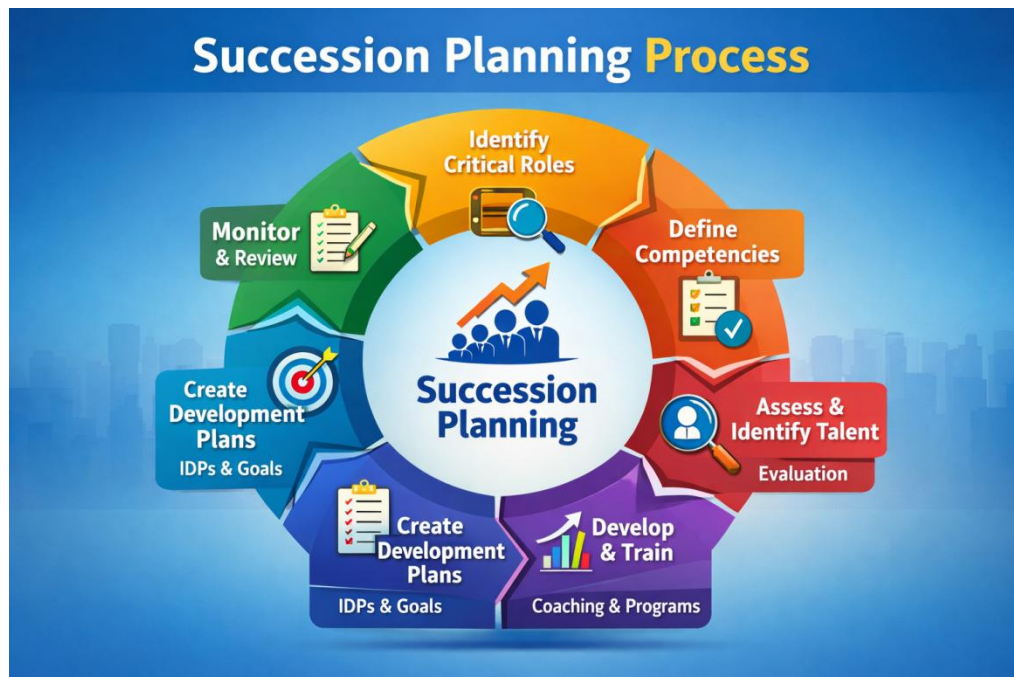 Succession Planning Process
Identify
Critical Roles
Define
Competencies
Assess &
Identify Talent
Evaluation
Develop
& Train
Coaching & Programs
Create
Development
Plans
IDPs & Goals
Create
Development
Plans
IDPs & Goals
Monitor
& Review
Succession
Planning